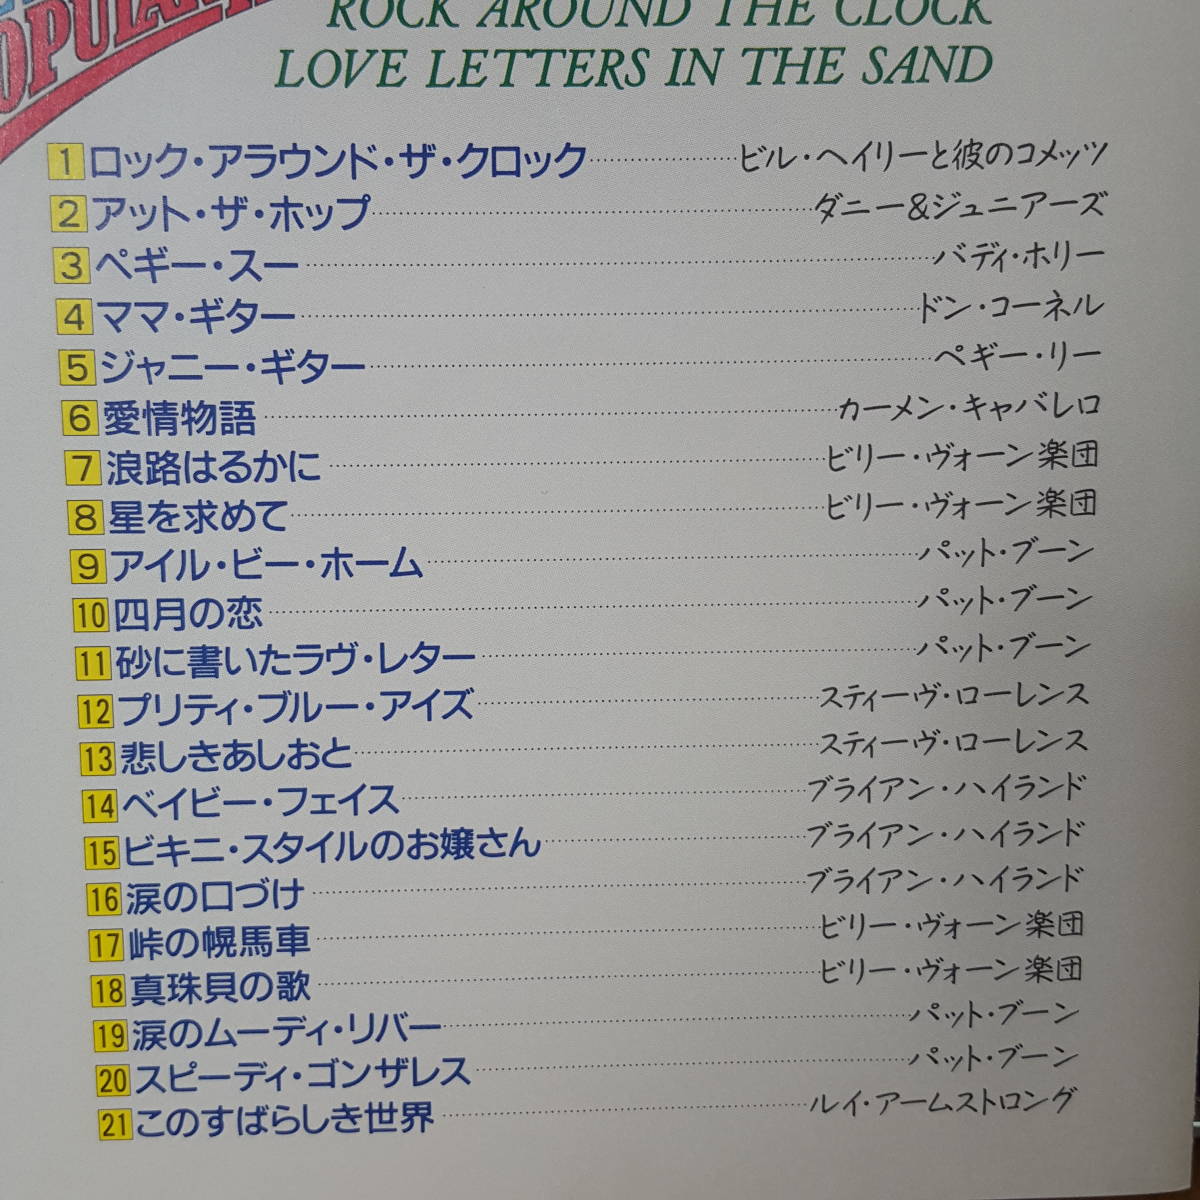 POPULAR
ROCK AROUND THE CLOCK
LOVE LETTERS IN THE SAND
1 ロック・アラウンド・ザ・クロック ビル・ヘイリーと彼のコメッツ
2 アット・ザ・ホップ ダニー&ジュニアーズ
3 ペギー・スー バディ・ホリー
4 ママ・ギター ドン・コーネル
5 ジャニー・ギター ペギー・リー
6 愛情物語 カーメン・キャバレロ
7 浪路はるかに ビリー・ヴォーン楽団
8 星を求めて ビリー・ヴォーン楽団
9 アイル・ビー・ホーム パット・ブーン
10 四月の恋 パット・ブーン
11 砂に書いたラヴ・レター パット・ブーン
12 プリティ・ブルー・アイズ スティーヴ・ローレンス
13 悲しきあしおと スティーヴ・ローレンス
14 ベイビー・フェイス ブライアン・ハイランド
15 ビキニ・スタイルのお嬢さん ブライアン・ハイランド
16 涙の口づけ ブライアン・ハイランド
17 峠の幌馬車 ビリー・ヴォーン楽団
18 真珠貝の歌 ビリー・ヴォーン楽団
19 涙のムーディ・リバー パット・ブーン
20 スピーディ・ゴンザレス パット・ブーン
21 このすばらしき世界 ルイ・アームストロング